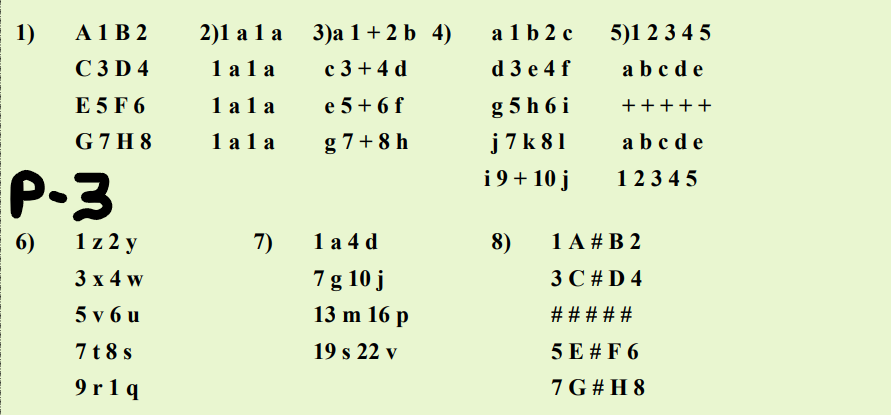 1) A 1 B 2 2)1 a 1 a 3)a 1 + 2 b 4) a 1 b 2 c 5)1 2 3 4 5
C 3 D 4 1 a 1 a c 3 + 4 d d 3 e 4 f a b c d e
E 5 F 6 1 a 1 a e 5 + 6 f g 5 h 6 i + + + + +
G 7 H 8 1 a 1 a g 7 + 8 h j 7 k 8 l a b c d e
i 9 + 10 j 1 2 3 4 5
P-3
6) 1 z 2 y 7) 1 a 4 d 8) 1 A # B 2
3 x 4 w 7 g 10 j 3 C # D 4
5 v 6 u 13 m 16 p # # # # #
7 t 8 s 19 s 22 v 5 E # F 6
9 r 1 q 7 G # H 8